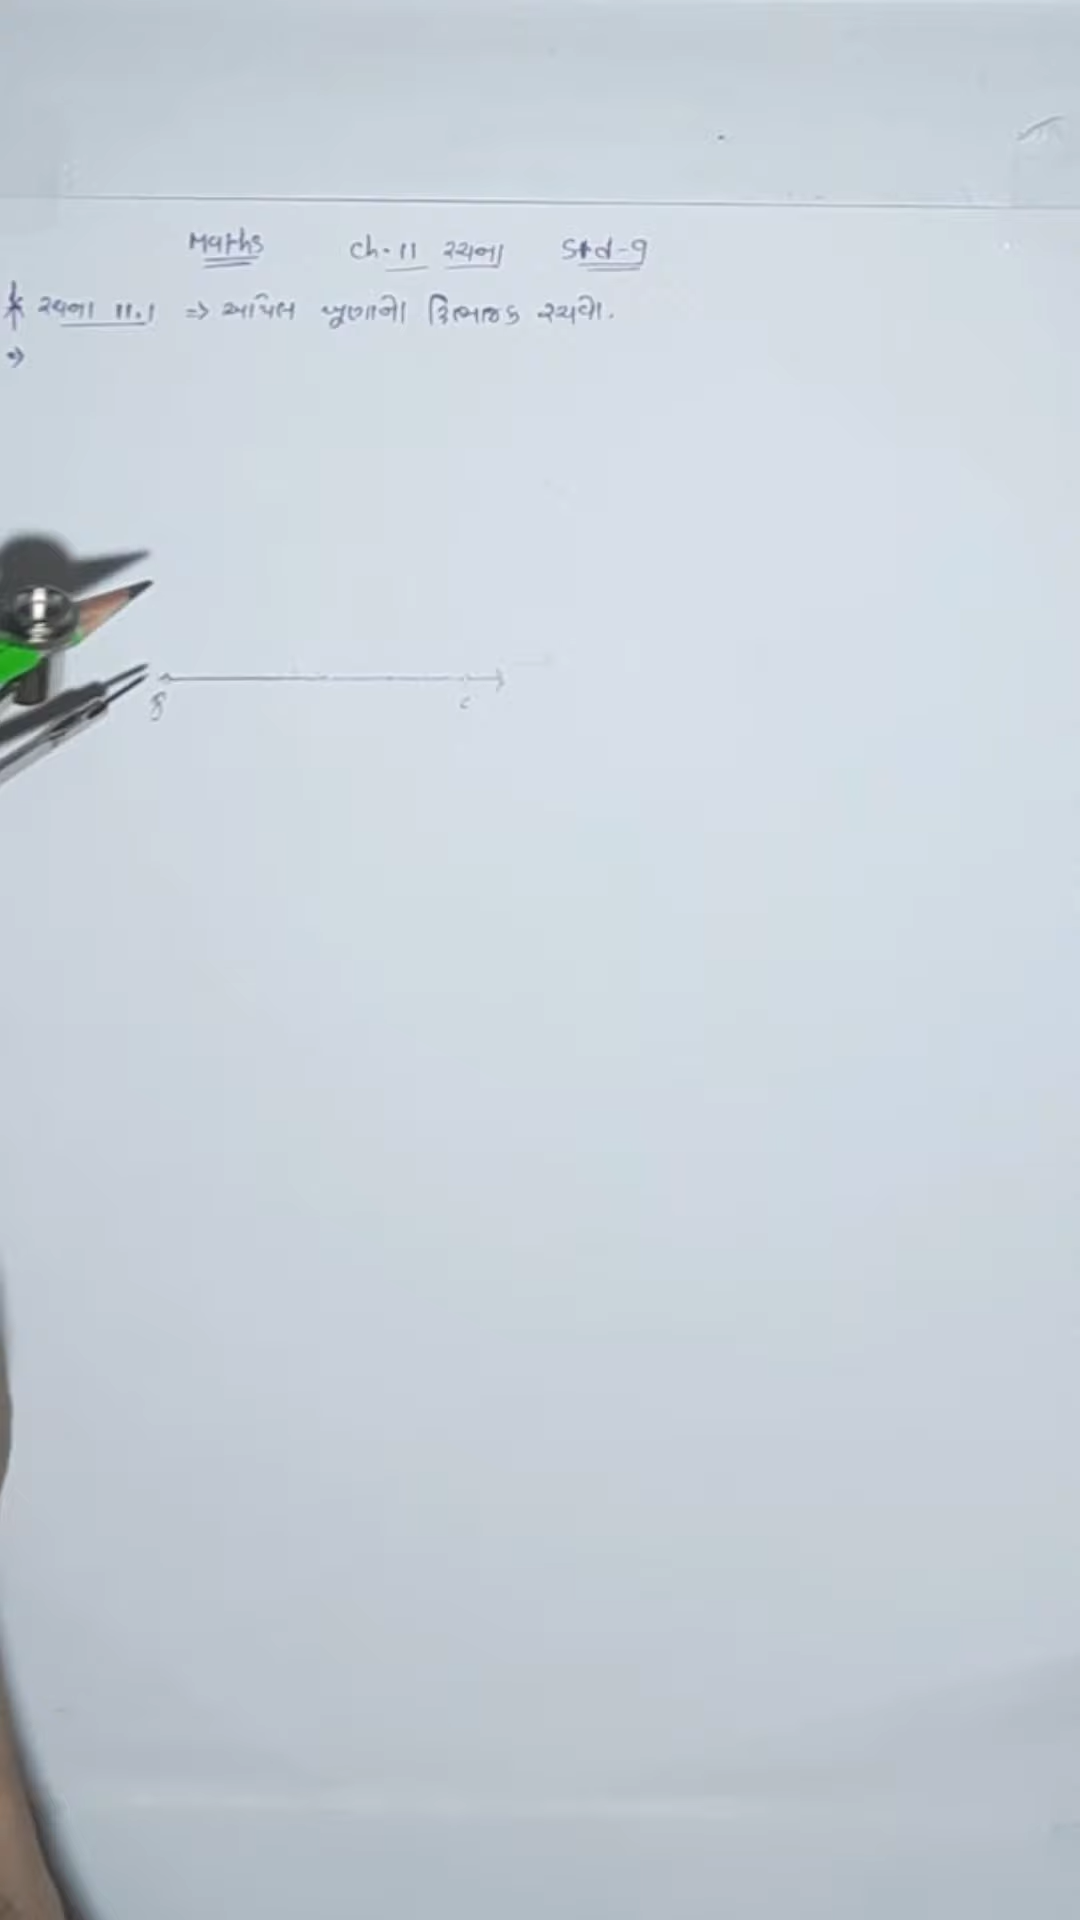 Maths ch-11 રચના Std-9
* રચના 11.1 => આપેલ ખૂણાનો દ્વિભાજક રચવો.
=>
B C